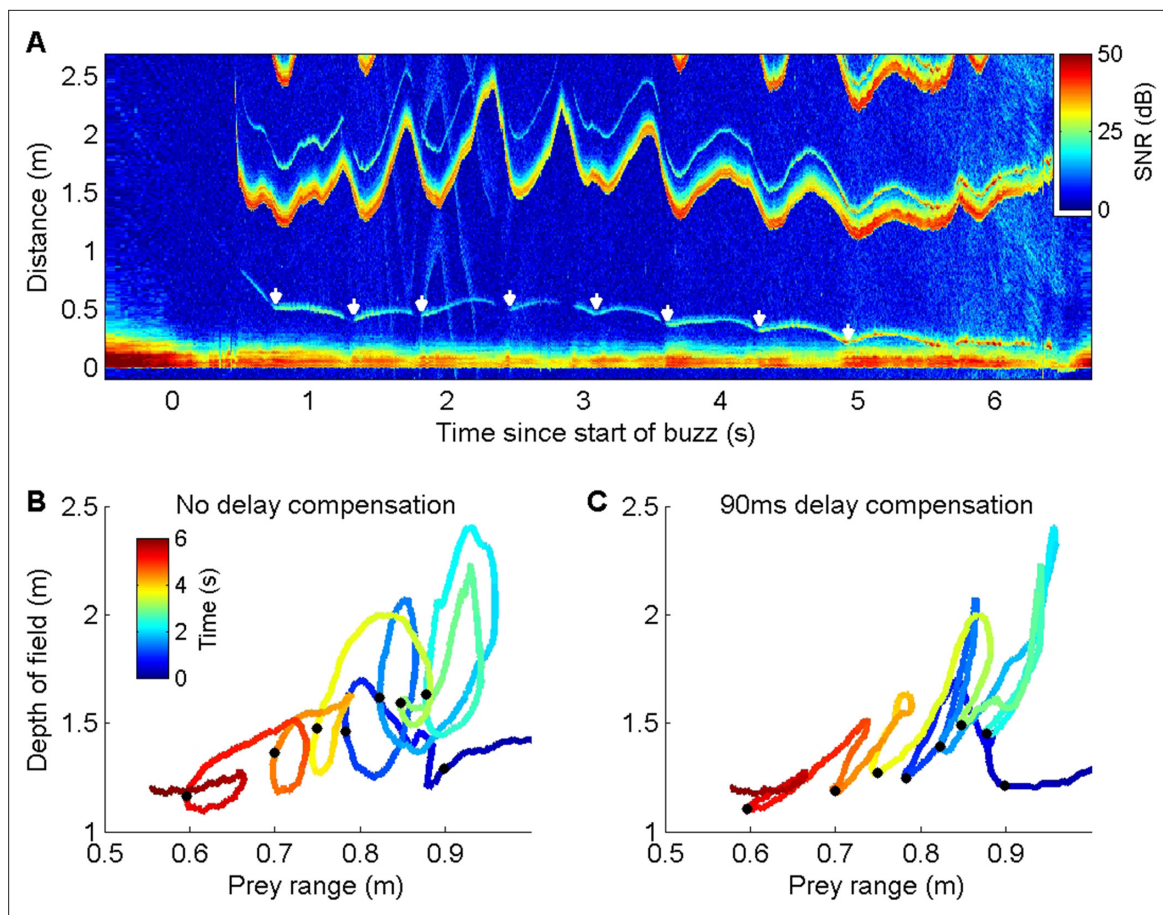 A
2.5
2
1.5
1
0.5
0
Distance (m)
0 1 2 3 4 5 6
Time since start of buzz (s)
50
25
0
SNR (dB)
B
No delay compensation
2.5
2
1.5
1
Depth of field (m)
6
4
2
0
Time (s)
0.5 0.6 0.7 0.8 0.9
Prey range (m)
C
90ms delay compensation
2.5
2
1.5
1
0.5 0.6 0.7 0.8 0.9
Prey range (m)